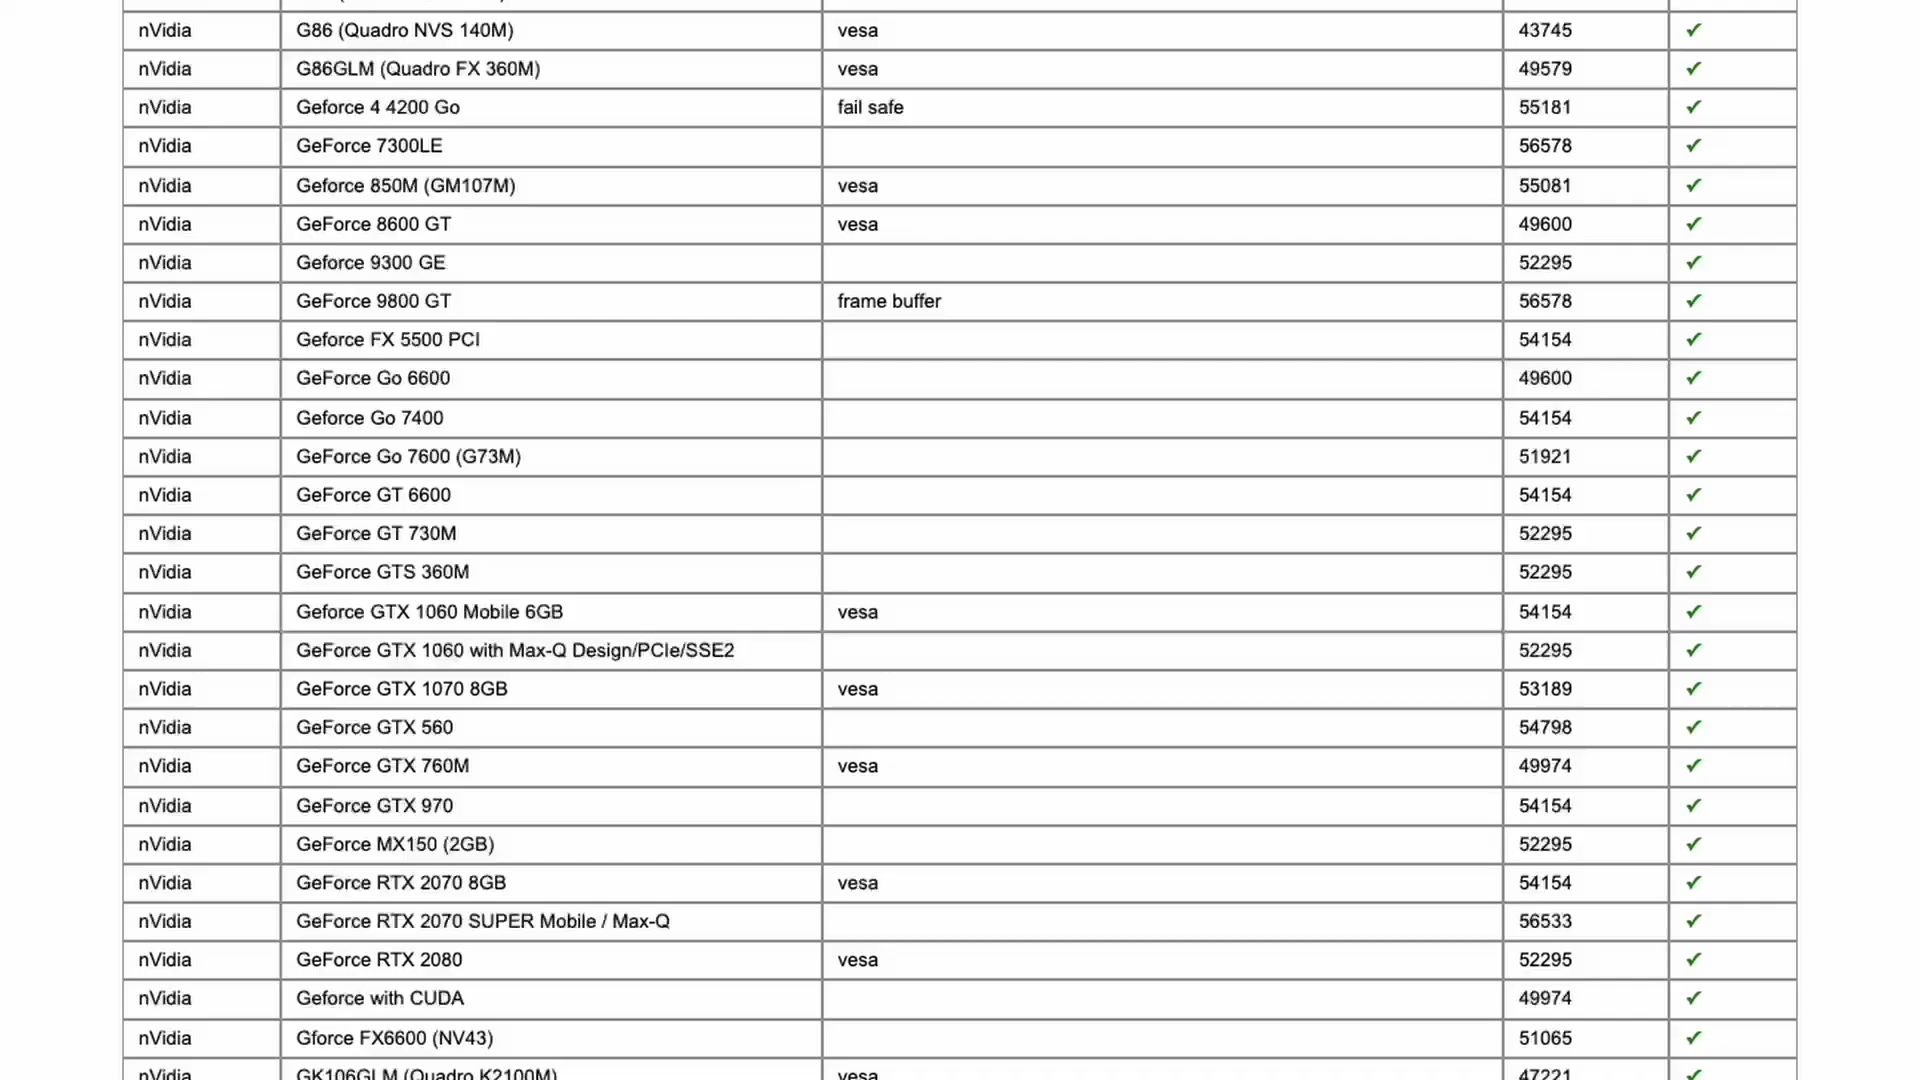 nVidia G86 (Quadro NVS 140M) vesa 43745 ✓
nVidia G86GLM (Quadro FX 360M) vesa 49579 ✓
nVidia Geforce 4 4200 Go fail safe 55181 ✓
nVidia GeForce 7300LE 56578 ✓
nVidia Geforce 850M (GM107M) vesa 55081 ✓
nVidia GeForce 8600 GT vesa 49600 ✓
nVidia Geforce 9300 GE 52295 ✓
nVidia GeForce 9800 GT frame buffer 56578 ✓
nVidia Geforce FX 5500 PCI 54154 ✓
nVidia GeForce Go 6600 49600 ✓
nVidia Geforce Go 7400 54154 ✓
nVidia GeForce Go 7600 (G73M) 51921 ✓
nVidia GeForce GT 6600 54154 ✓
nVidia GeForce GT 730M 52295 ✓
nVidia GeForce GTS 360M 52295 ✓
nVidia Geforce GTX 1060 Mobile 6GB vesa 54154 ✓
nVidia GeForce GTX 1060 with Max-Q Design/PCIe/SSE2 52295 ✓
nVidia GeForce GTX 1070 8GB vesa 53189 ✓
nVidia GeForce GTX 560 54798 ✓
nVidia GeForce GTX 760M vesa 49974 ✓
nVidia GeForce GTX 970 54154 ✓
nVidia GeForce MX150 (2GB) 52295 ✓
nVidia GeForce RTX 2070 8GB vesa 54154 ✓
nVidia GeForce RTX 2070 SUPER Mobile / Max-Q 56533 ✓
nVidia GeForce RTX 2080 vesa 52295 ✓
nVidia Geforce with CUDA 49974 ✓
nVidia Gforce FX6600 (NV43) 51065 ✓
nVidia GK106GLM (Quadro K2100M) vesa 47221 ✓